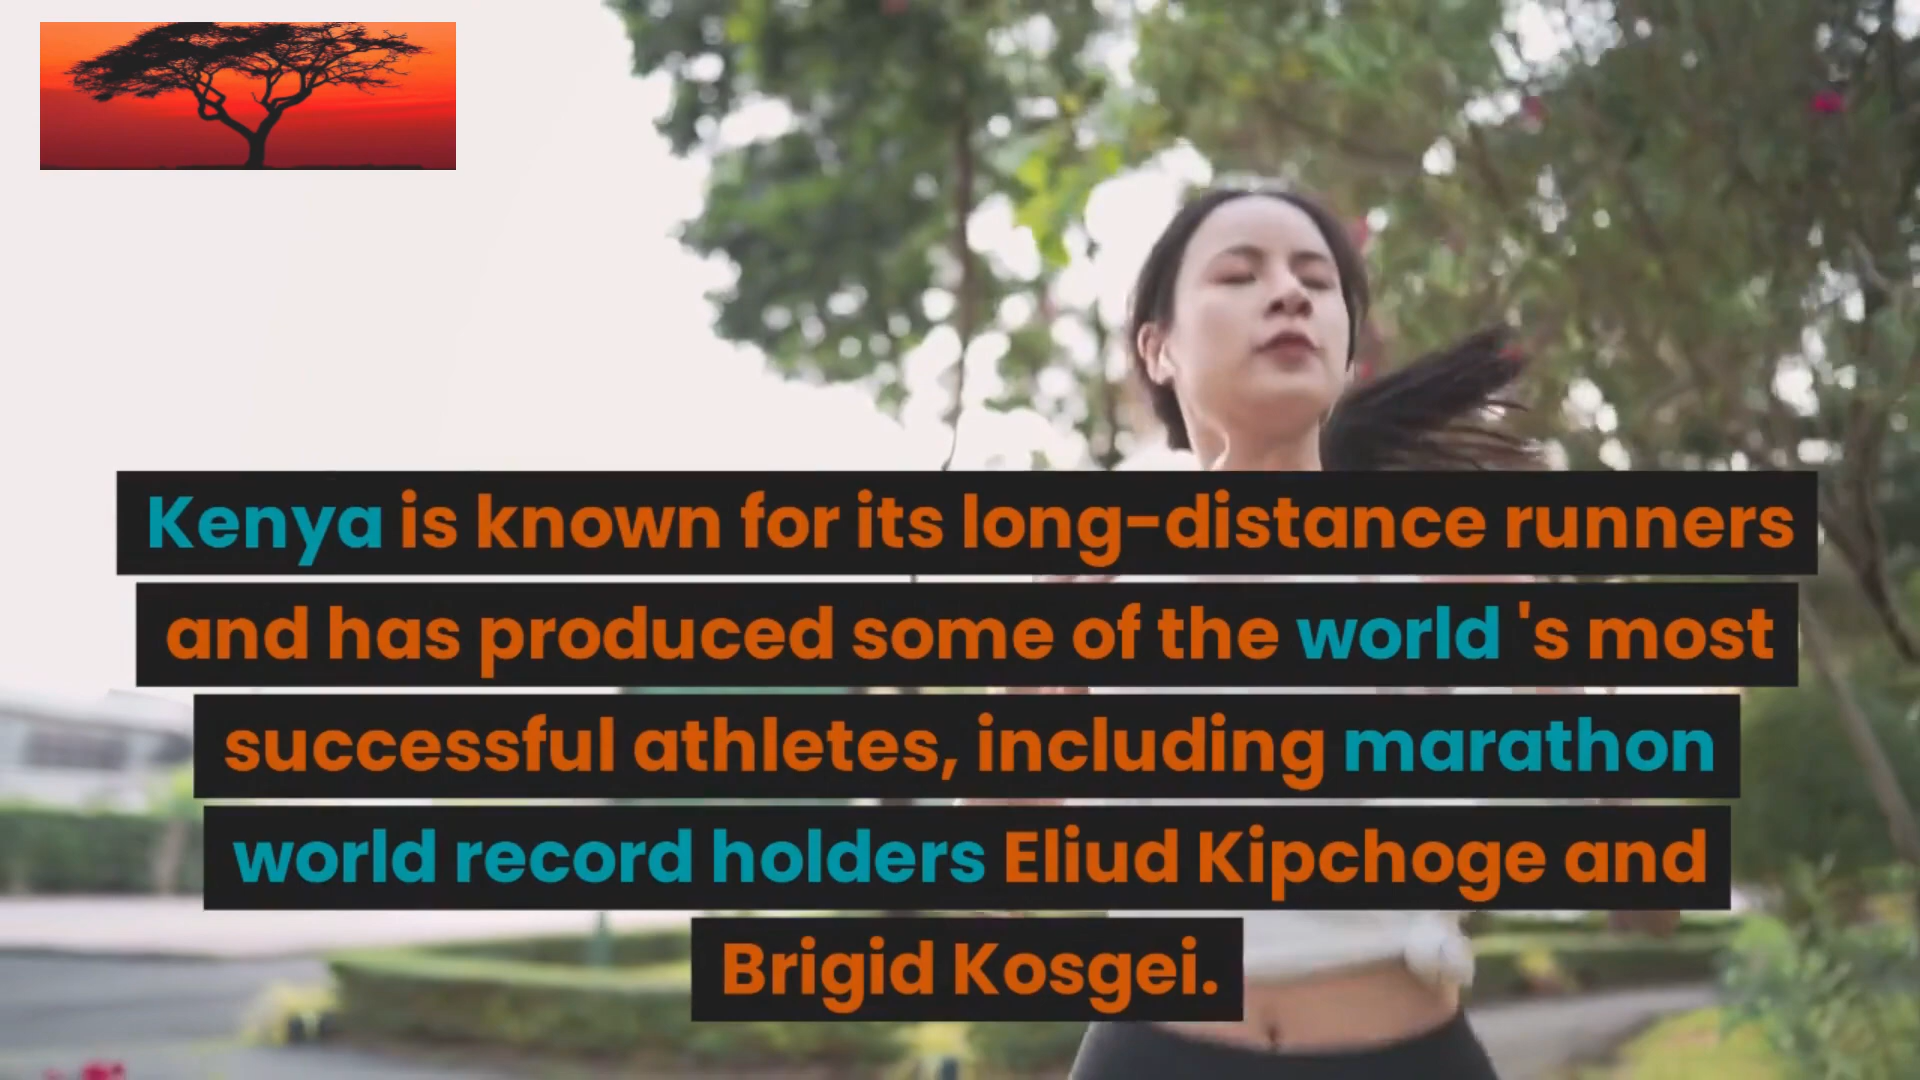 Kenya is known for its long-distance runners
and has produced some of the world 's most
successful athletes, including marathon
world record holders Eliud Kipchoge and
Brigid Kosgei.